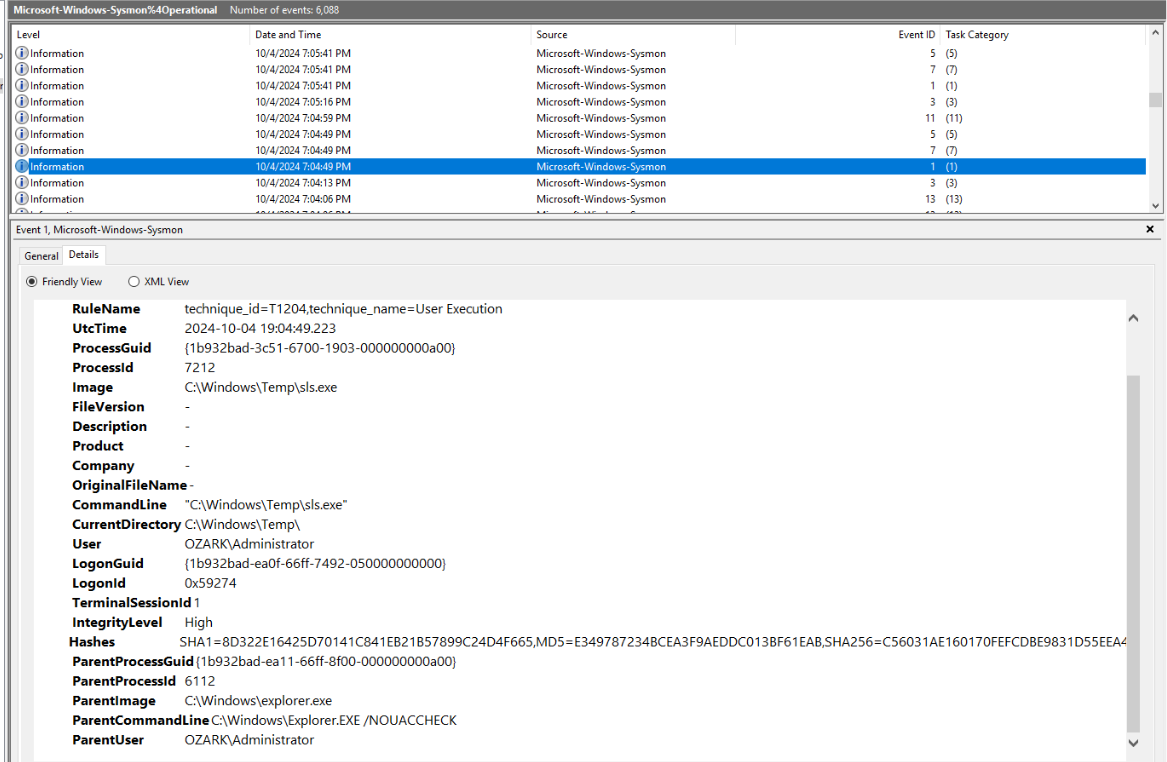 Microsoft-Windows-Sysmon%4Operational Number of events: 6,088
Level Date and Time Source Event ID Task Category
Information 10/4/2024 7:05:41 PM Microsoft-Windows-Sysmon 5 (5)
Information 10/4/2024 7:05:41 PM Microsoft-Windows-Sysmon 7 (7)
Information 10/4/2024 7:05:41 PM Microsoft-Windows-Sysmon 1 (1)
Information 10/4/2024 7:05:16 PM Microsoft-Windows-Sysmon 3 (3)
Information 10/4/2024 7:04:59 PM Microsoft-Windows-Sysmon 11 (11)
Information 10/4/2024 7:04:49 PM Microsoft-Windows-Sysmon 5 (5)
Information 10/4/2024 7:04:49 PM Microsoft-Windows-Sysmon 7 (7)
Information 10/4/2024 7:04:49 PM Microsoft-Windows-Sysmon 1 (1)
Information 10/4/2024 7:04:13 PM Microsoft-Windows-Sysmon 3 (3)
Information 10/4/2024 7:04:06 PM Microsoft-Windows-Sysmon 13 (13)
Event 1, Microsoft-Windows-Sysmon
General Details
Friendly View XML View
RuleName technique_id=T1204,technique_name=User Execution
UtcTime 2024-10-04 19:04:49.223
ProcessGuid {1b932bad-3c51-6700-1903-000000000a00}
ProcessId 7212
Image C:\Windows\Temp\sls.exe
FileVersion -
Description -
Product -
Company -
OriginalFileName -
CommandLine "C:\Windows\Temp\sls.exe"
CurrentDirectory C:\Windows\Temp\
User OZARK\Administrator
LogonGuid {1b932bad-ea0f-66ff-7492-050000000000}
LogonId 0x59274
TerminalSessionId 1
IntegrityLevel High
Hashes SHA1=8D322E16425D70141C841EB21B57899C24D4F665,MD5=E349787234BCEA3F9AEDDC013BF61EAB,SHA256=C56031AE160170FEFCDBE9831D55EEA4
ParentProcessGuid {1b932bad-ea11-66ff-8f00-000000000a00}
ParentProcessId 6112
ParentImage C:\Windows\explorer.exe
ParentCommandLine C:\Windows\Explorer.EXE /NOUACCHECK
ParentUser OZARK\Administrator